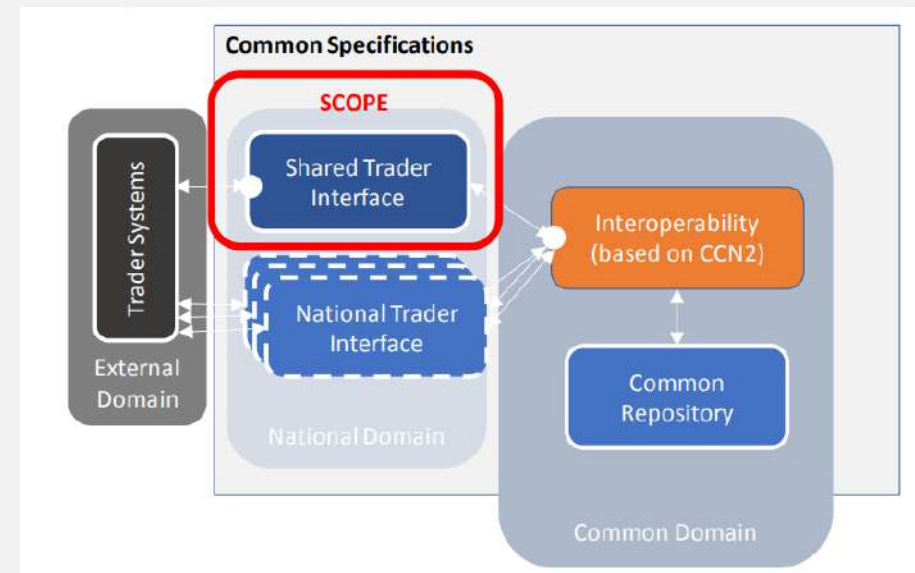 Common Specifications
SCOPE
Shared Trader
Interface
Trader Systems
Interoperability
(based on CCN2)
National Trader
Interface
External
Domain
Common
Repository
National Domain
Common Domain